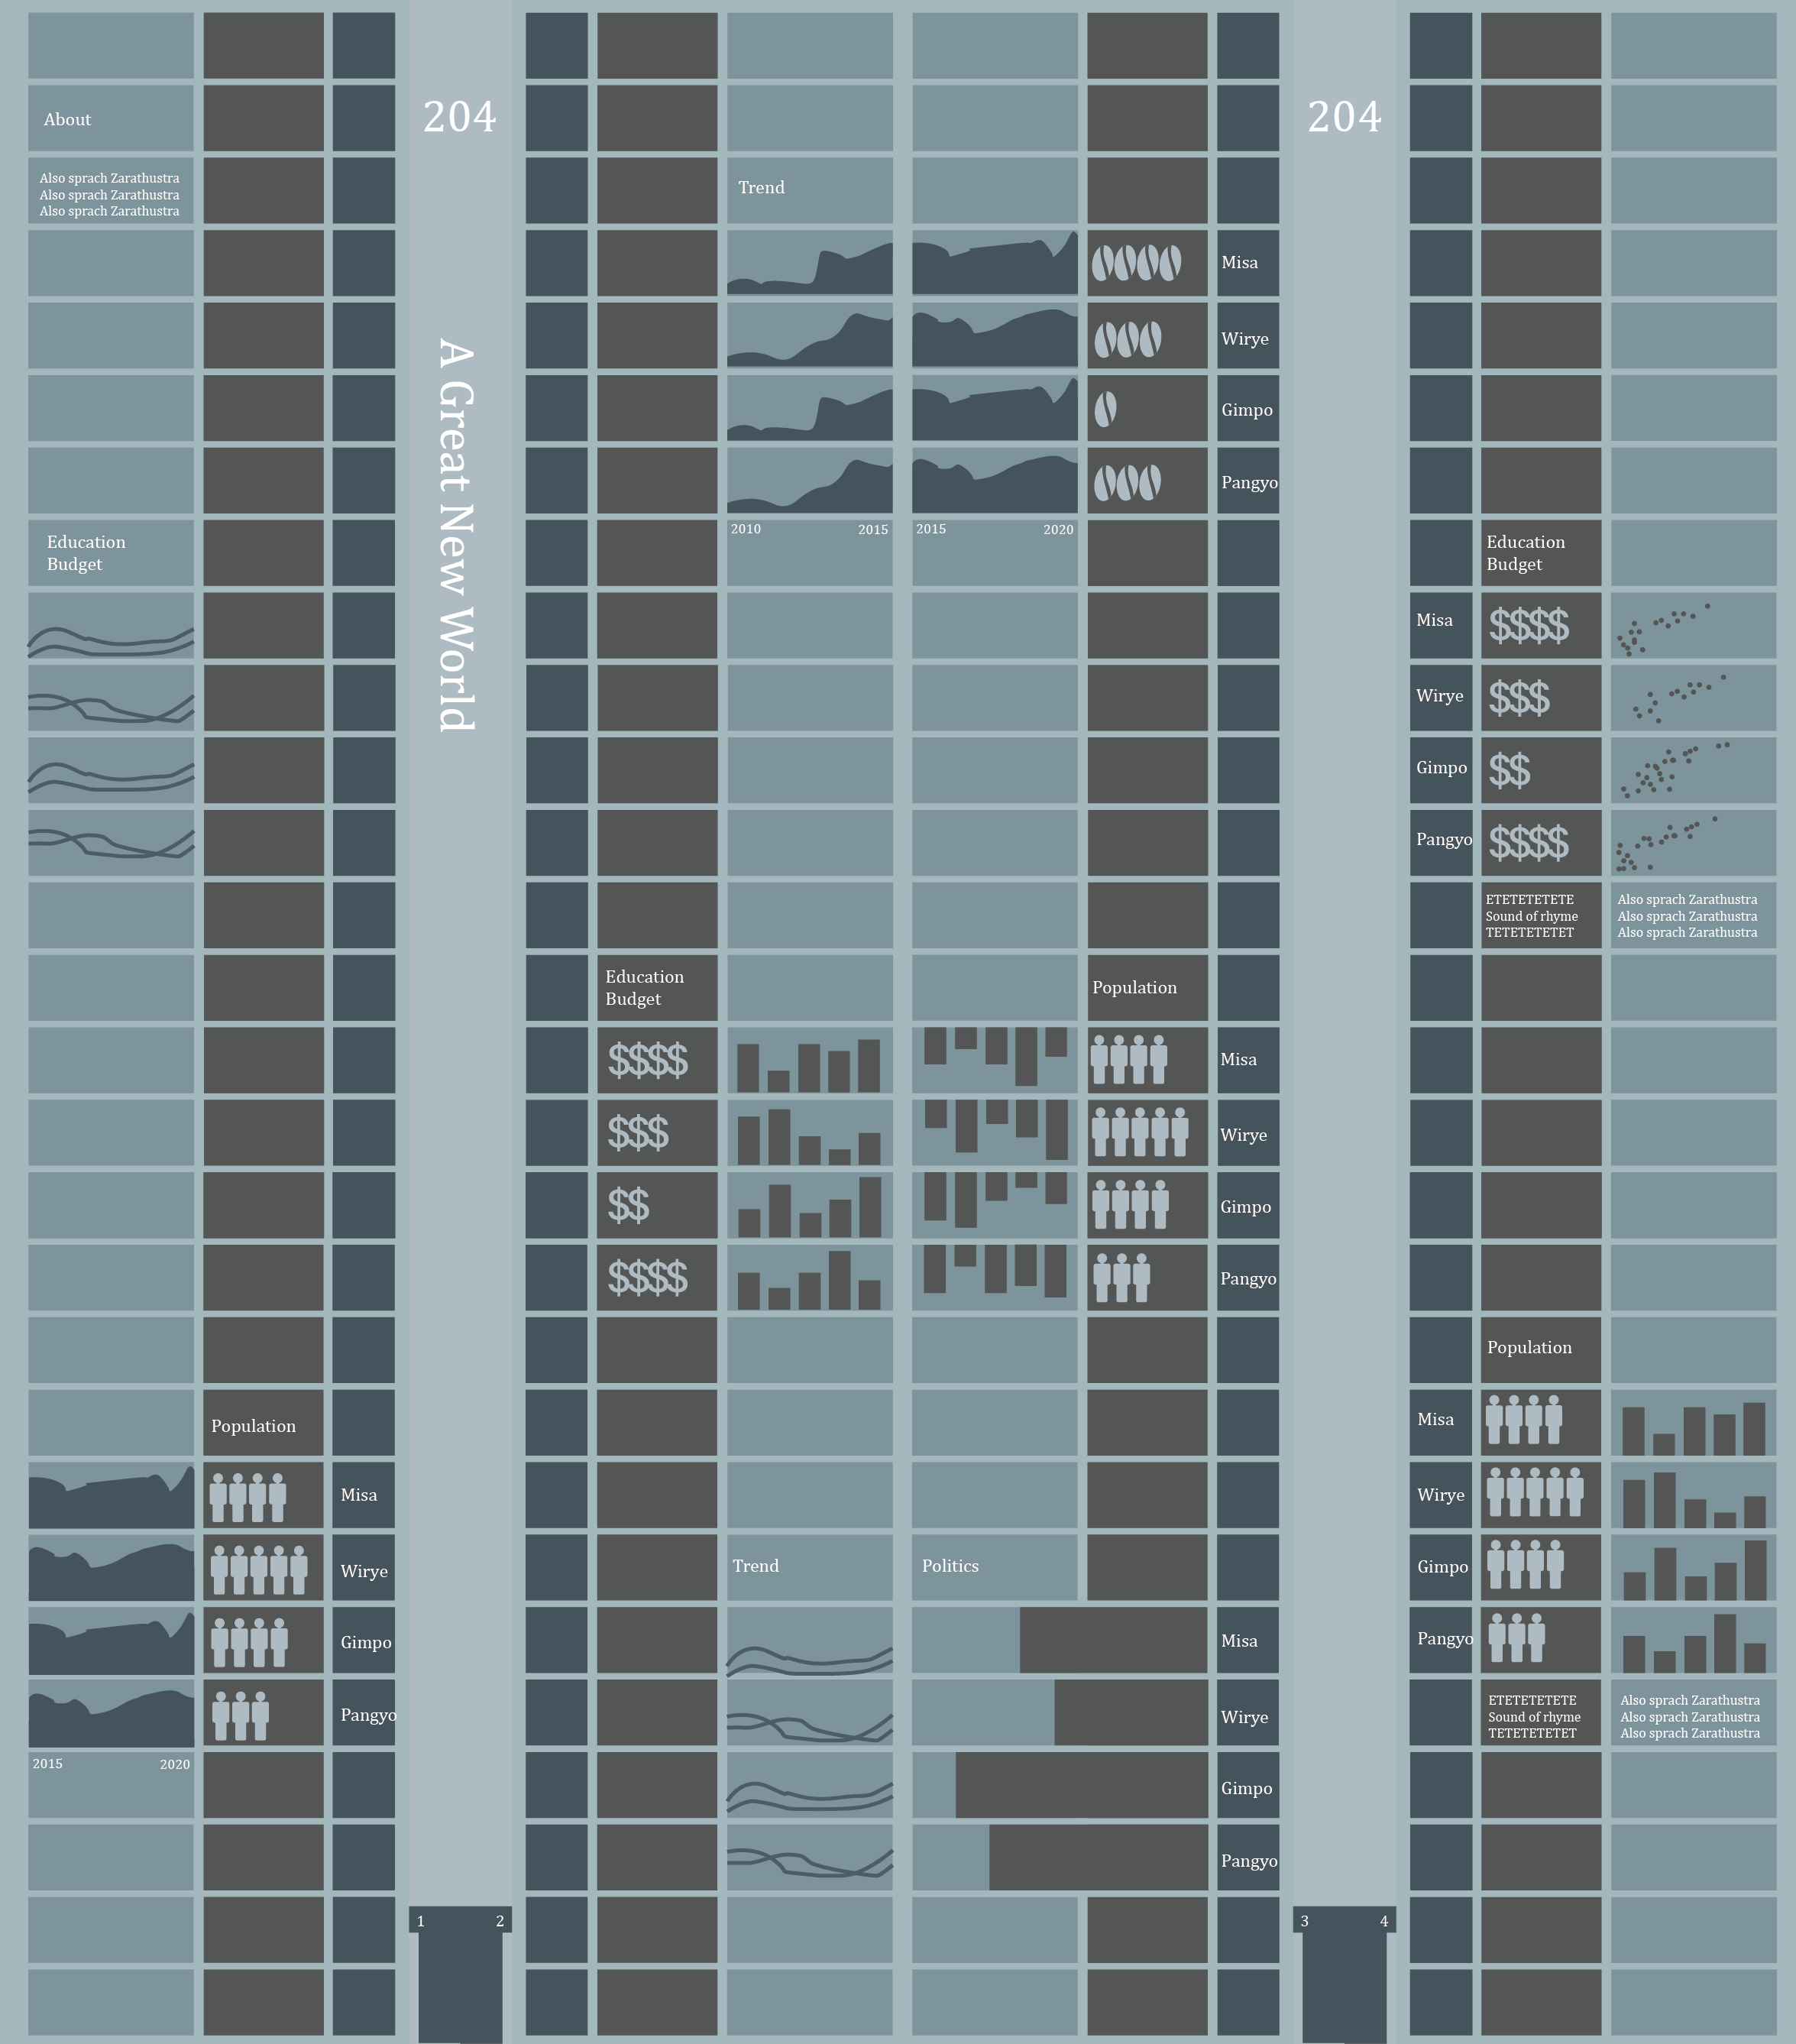 About
Also sprach Zarathustra
Also sprach Zarathustra
Also sprach Zarathustra
Education
Budget
Population
Misa
Wirye
Gimpo
Pangyo
2015 2020
204
A Great New World
1 2
Trend
Misa
Wirye
Gimpo
Pangyo
2010 2015 2015 2020
Education
Budget
Population
$$$$ Misa
$$$ Wirye
$$ Gimpo
$$$$ Pangyo
Trend Politics
Misa
Wirye
Gimpo
Pangyo
204
3 4
Education
Budget
Misa $$$$
Wirye $$$
Gimpo $$
Pangyo $$$$
ETETETETETE
Sound of rhyme
TETETETETET
Also sprach Zarathustra
Also sprach Zarathustra
Also sprach Zarathustra
Population
Misa
Wirye
Gimpo
Pangyo
ETETETETETE
Sound of rhyme
TETETETETET
Also sprach Zarathustra
Also sprach Zarathustra
Also sprach Zarathustra